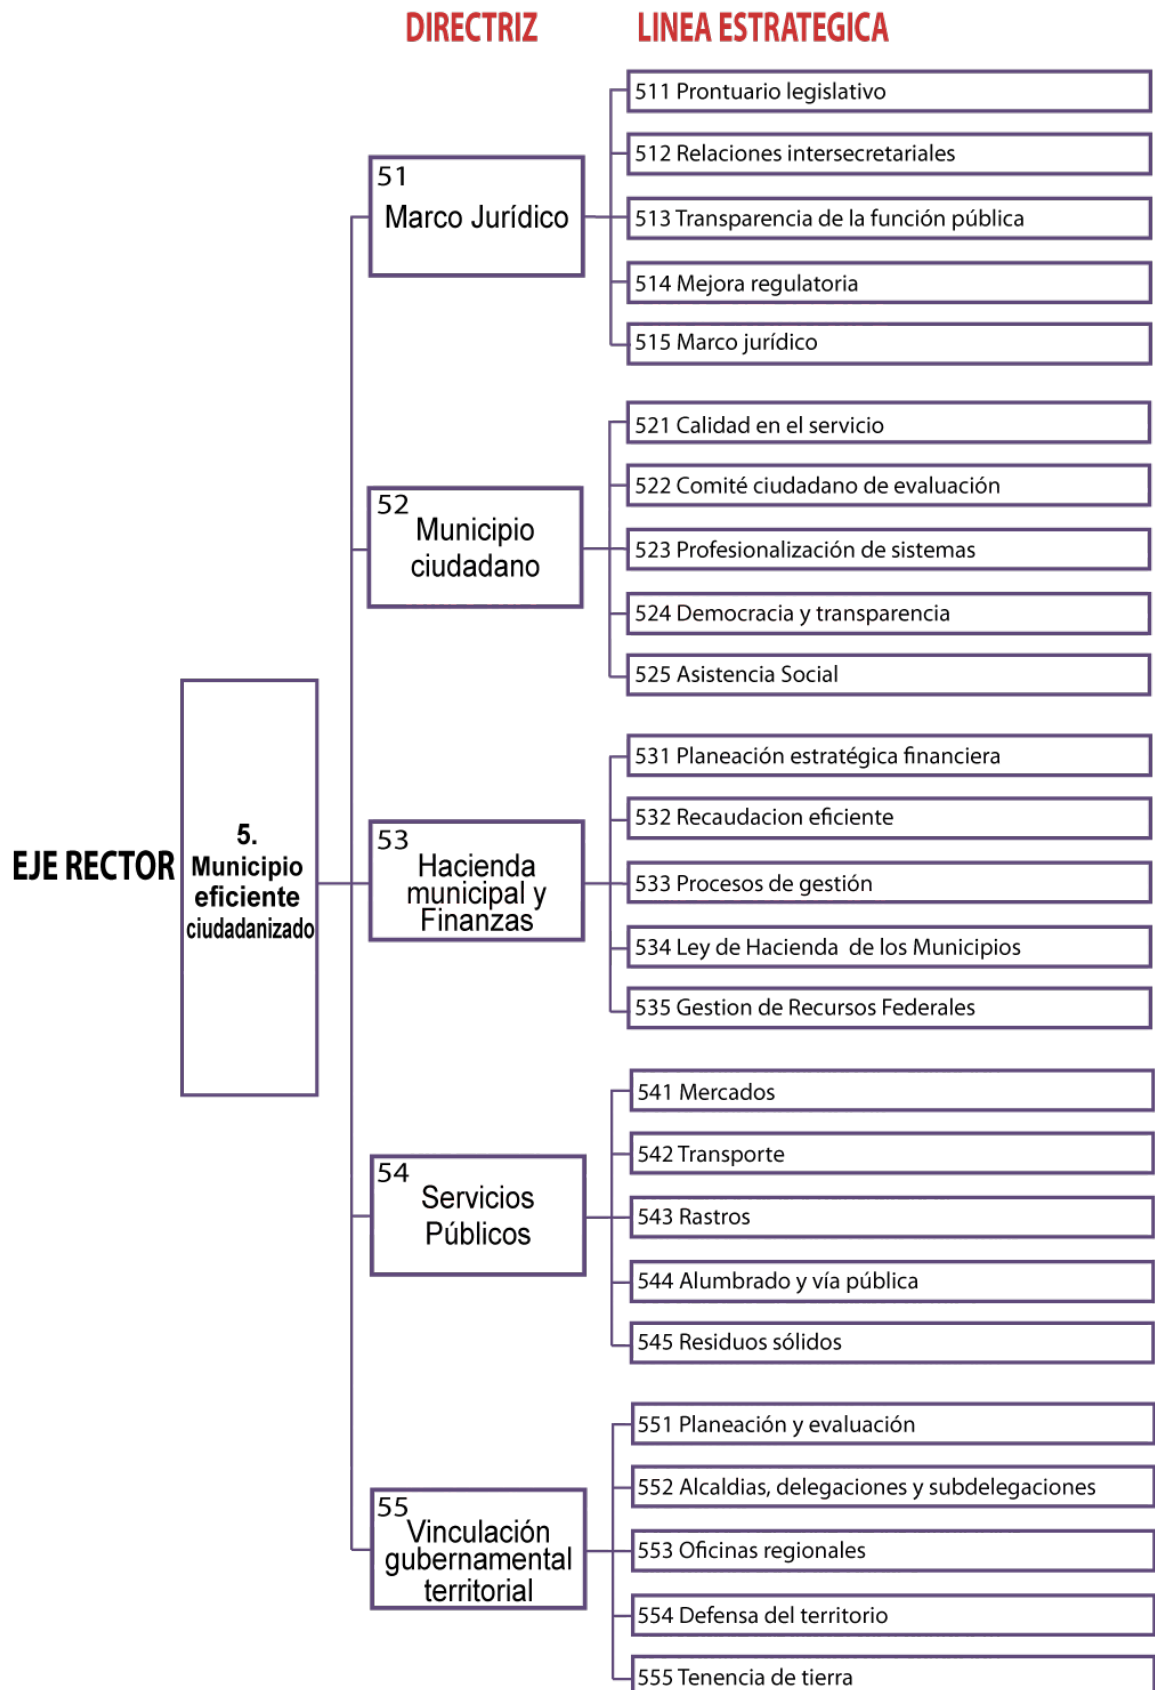 DIRECTRIZ
LINEA ESTRATEGICA
EJE RECTOR
5.
Municipio
eficiente
ciudadanizado
51
Marco Jurídico
511 Prontuario legislativo
512 Relaciones intersecretariales
513 Transparencia de la función pública
514 Mejora regulatoria
515 Marco jurídico
52
Municipio
ciudadano
521 Calidad en el servicio
522 Comité ciudadano de evaluación
523 Profesionalización de sistemas
524 Democracia y transparencia
525 Asistencia Social
53
Hacienda
municipal y
Finanzas
531 Planeación estratégica financiera
532 Recaudacion eficiente
533 Procesos de gestión
534 Ley de Hacienda  de los Municipios
535 Gestion de Recursos Federales
54
Servicios
Públicos
541 Mercados
542 Transporte
543 Rastros
544 Alumbrado y vía pública
545 Residuos sólidos
55
Vinculación
gubernamental
territorial
551 Planeación y evaluación
552 Alcaldias, delegaciones y subdelegaciones
553 Oficinas regionales
554 Defensa del territorio
555 Tenencia de tierra